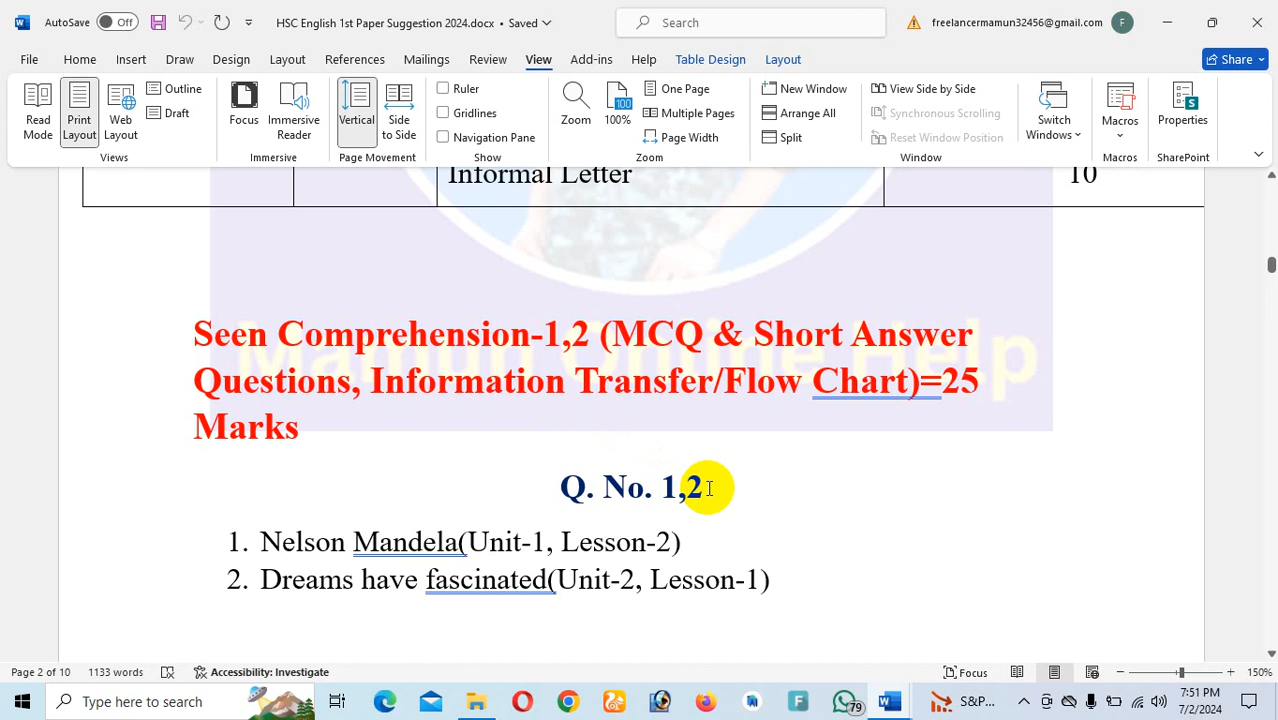 AutoSave Off HSC English 1st Paper Suggestion 2024.docx • Saved Search freelancermamun32456@gmail.com F
File Home Insert Draw Design Layout References Mailings Review View Add-ins Help Table Design Layout Share
Read Mode
Print Layout
Web Layout
Outline
Draft
Views
Focus
Immersive Reader
Immersive
Vertical
Side to Side
Page Movement
Ruler
Gridlines
Navigation Pane
Show
Zoom
100
100%
One Page
Multiple Pages
Page Width
Zoom
New Window
Arrange All
Split
View Side by Side
Synchronous Scrolling
Reset Window Position
Window
Switch Windows
Macros
Macros
Properties
SharePoint
Informal Letter 10
Mamun Online Help
Seen Comprehension-1,2 (MCQ & Short Answer
Questions, Information Transfer/Flow Chart)=25
Marks
Q. No. 1,2
1. Nelson Mandela(Unit-1, Lesson-2)
2. Dreams have fascinated(Unit-2, Lesson-1)
Page 2 of 10 1133 words Accessibility: Investigate Focus 150%
Type here to search 79 S&P... 7:51 PM
7/2/2024